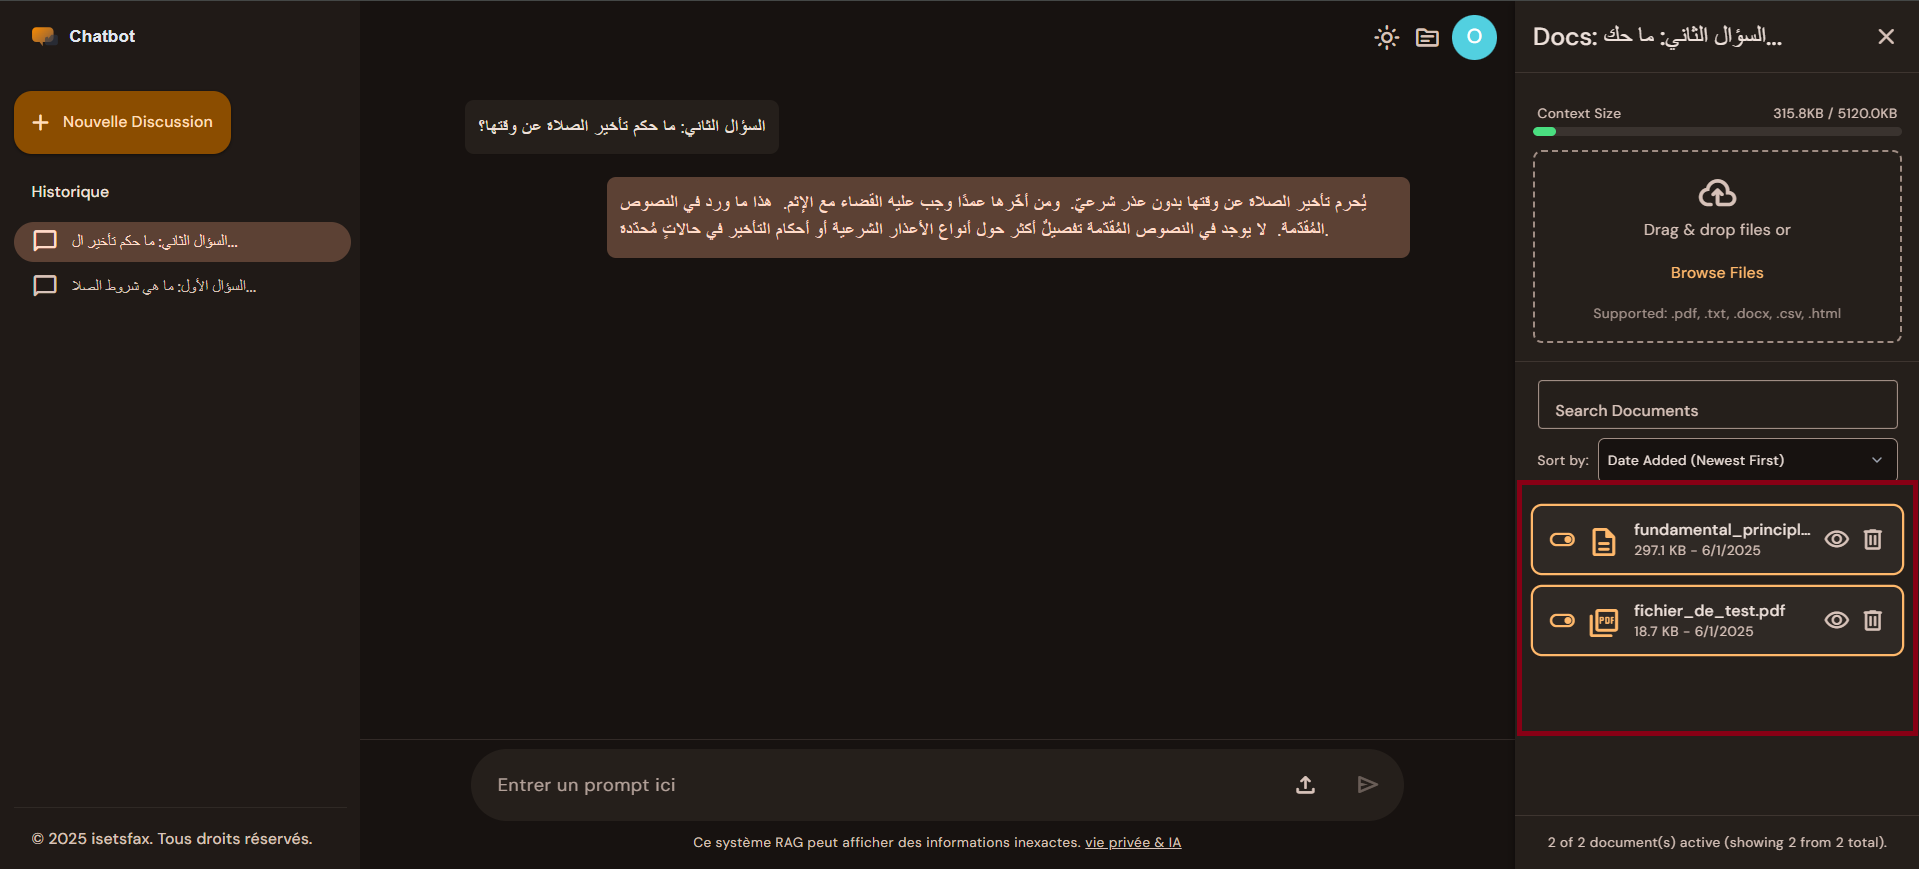 Chatbot
Nouvelle Discussion
Historique
السؤال الثاني: ما حكم تأخير ال...
السؤال الأول: ما هي شروط الصلا...
© 2025 isetsfax. Tous droits réservés.
O
السؤال الثاني: ما حكم تأخير الصلاة عن وقتها؟
يُحرم تأخير الصلاة عن وقتها بدون عذر شرعيّ. ومن أخّرها عمدًا وجب عليه القضاء مع الإثم. هذا ما ورد في النصوص
المُقدّمة. لا يوجد في النصوص المُقدّمة تفصيلٌ أكثر حول أنواع الأعذار الشرعية أو أحكام التأخير في حالاتٍ مُحدّدة.
Entrer un prompt ici
Ce système RAG peut afficher des informations inexactes. vie privée & IA
Docs: السؤال الثاني: ما حك...
Context Size 315.8KB / 5120.0KB
Drag & drop files or
Browse Files
Supported: .pdf, .txt, .docx, .csv, .html
Search Documents
Sort by: Date Added (Newest First)
fundamental_principl...
297.1 KB - 6/1/2025
PDF
fichier_de_test.pdf
18.7 KB - 6/1/2025
2 of 2 document(s) active (showing 2 from 2 total).